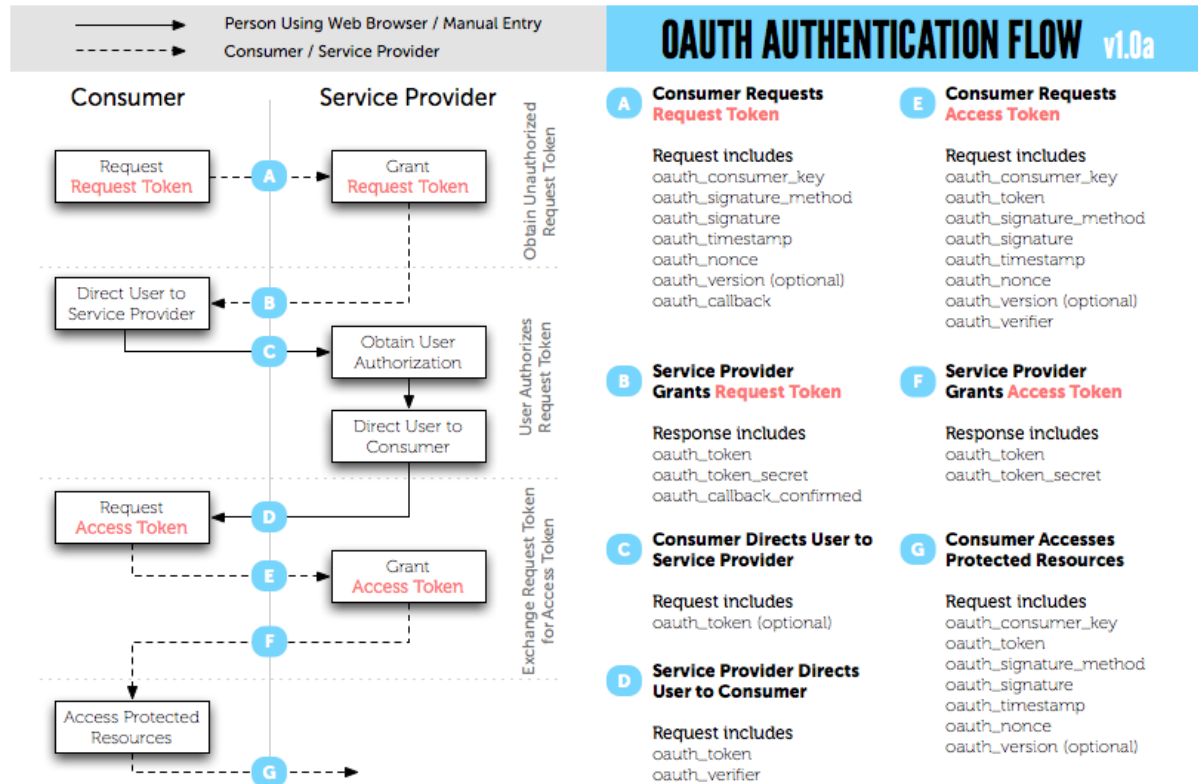 Person Using Web Browser / Manual Entry
Consumer / Service Provider
OAUTH AUTHENTICATION FLOW v1.0a
Consumer
Service Provider
Request
Request Token
A
Grant
Request Token
Obtain Unauthorized
Request Token
Direct User to
Service Provider
B
C
Obtain User
Authorization
Direct User to
Consumer
User Authorizes
Request Token
Request
Access Token
D
E
Grant
Access Token
F
Exchange Request Token
for Access Token
Access Protected
Resources
G
A
Consumer Requests
Request Token
Request includes
oauth_consumer_key
oauth_signature_method
oauth_signature
oauth_timestamp
oauth_nonce
oauth_version (optional)
oauth_callback
B
Service Provider
Grants Request Token
Response includes
oauth_token
oauth_token_secret
oauth_callback_confirmed
C
Consumer Directs User to
Service Provider
Request includes
oauth_token (optional)
D
Service Provider Directs
User to Consumer
Request includes
oauth_token
oauth_verifier
E
Consumer Requests
Access Token
Request includes
oauth_consumer_key
oauth_token
oauth_signature_method
oauth_signature
oauth_timestamp
oauth_nonce
oauth_version (optional)
oauth_verifier
F
Service Provider
Grants Access Token
Response includes
oauth_token
oauth_token_secret
G
Consumer Accesses
Protected Resources
Request includes
oauth_consumer_key
oauth_token
oauth_signature_method
oauth_signature
oauth_timestamp
oauth_nonce
oauth_version (optional)